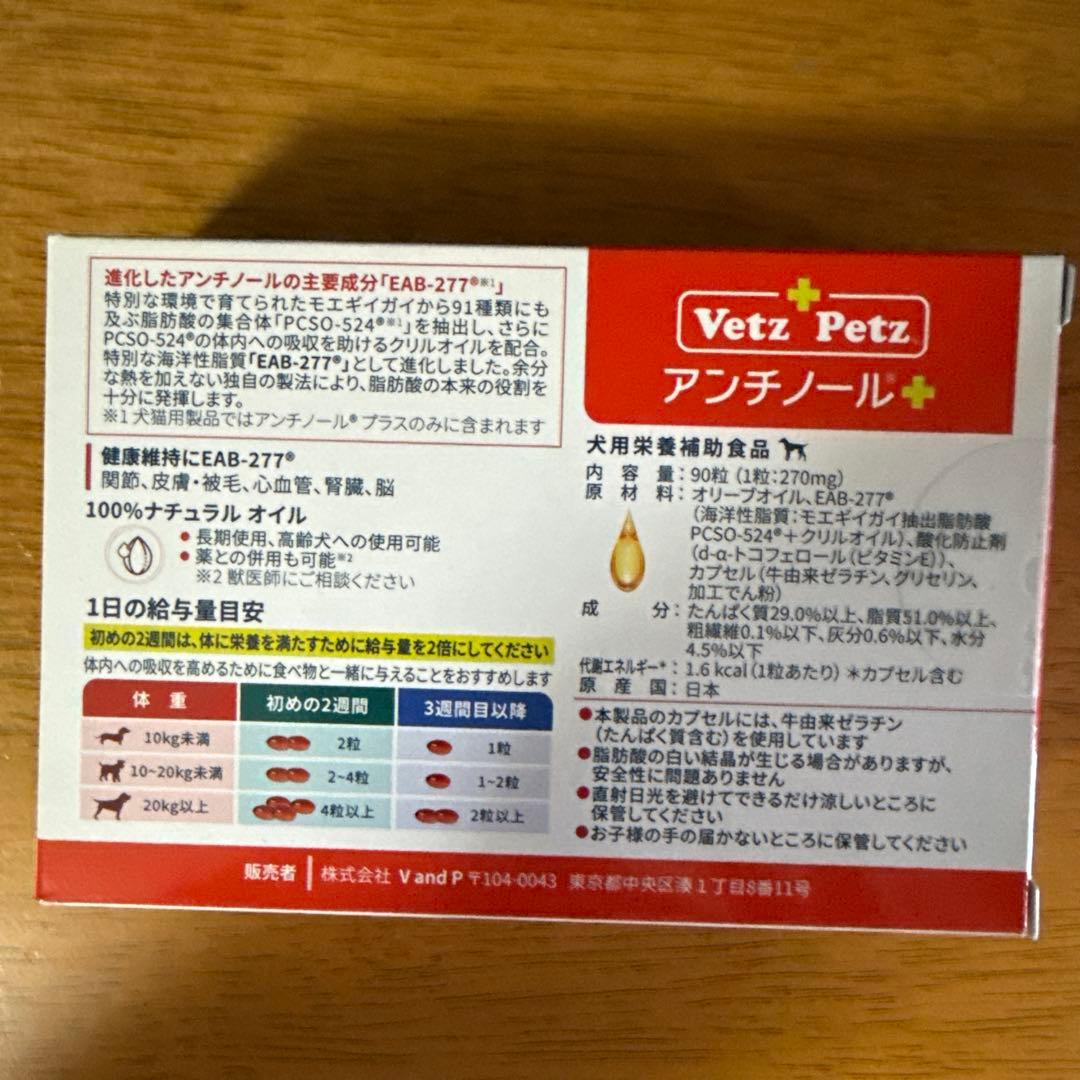 進化したアンチノールの主要成分「EAB-277®※1」
特別な環境で育てられたモエギイガイから91種類にも
及ぶ脂肪酸の集合体「PCSO-524®※1」を抽出し、さらに
PCSO-524®の体内への吸収を助けるクリルオイルを配合。
特別な海洋性脂質「EAB-277®」として進化しました。余分
な熱を加えない独自の製法により、脂肪酸の本来の役割を
十分に発揮します。
※1 犬猫用製品ではアンチノール® プラスのみに含まれます
健康維持にEAB-277®
関節、皮膚・被毛、心血管、腎臓、脳
100%ナチュラル オイル
● 長期使用、高齢犬への使用可能
● 薬との併用も可能※2
※2 獣医師にご相談ください
1日の給与量目安
初めの2週間は、体に栄養を満たすために給与量を2倍にしてください
体内への吸収を高めるために食べ物と一緒に与えることをおすすめします
体 重 初めの2週間 3週間目以降
10kg未満 2粒 1粒
10~20kg未満 2~4粒 1~2粒
20kg以上 4粒以上 2粒以上
Vetz Petz
アンチノール®
犬用栄養補助食品
内容量：90粒（1粒：270mg）
原材料：オリーブオイル、EAB-277®
（海洋性脂質：モエギイガイ抽出脂肪酸
PCSO-524®＋クリルオイル）、酸化防止剤
（d-α-トコフェロール（ビタミンE））、
カプセル（牛由来ゼラチン、グリセリン、
加工でん粉）
成分：たんぱく質29.0%以上、脂質51.0%以上、
粗繊維0.1%以下、灰分0.6%以下、水分
4.5%以下
代謝エネルギー*：1.6 kcal（1粒あたり）＊カプセル含む
原産国：日本
●本製品のカプセルには、牛由来ゼラチン
（たんぱく質含む）を使用しています
●脂肪酸の白い結晶が生じる場合がありますが、
安全性に問題ありません
●直射日光を避けてできるだけ涼しいところに
保管してください
●お子様の手の届かないところに保管してください
販売者 株式会社 V and P 〒104-0043 東京都中央区湊1丁目8番11号